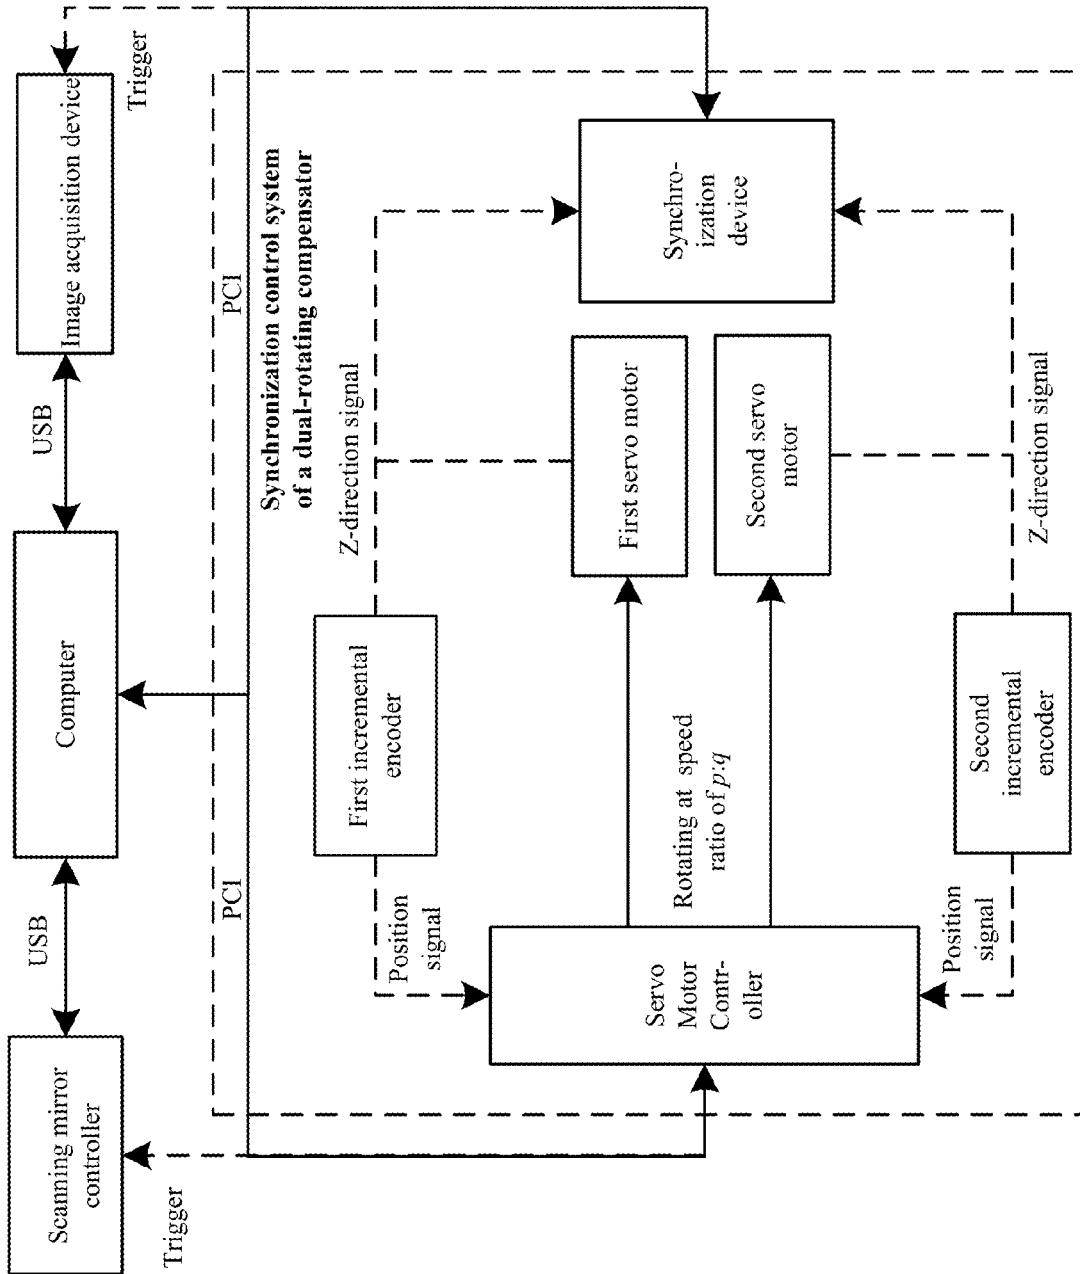 Scanning mirror
controller
USB
Computer
USB
Image acquisition device
Trigger
PCI
PCI
Trigger
Synchronization control system
of a dual-rotating compensator
Position
signal
First incremental
encoder
Z-direction signal
Servo
Motor
Contr-
oller
Rotating at speed
ratio of p:q
First servo motor
Second servo
motor
Synchro-
ization
device
Position
signal
Second
incremental
encoder
Z-direction signal